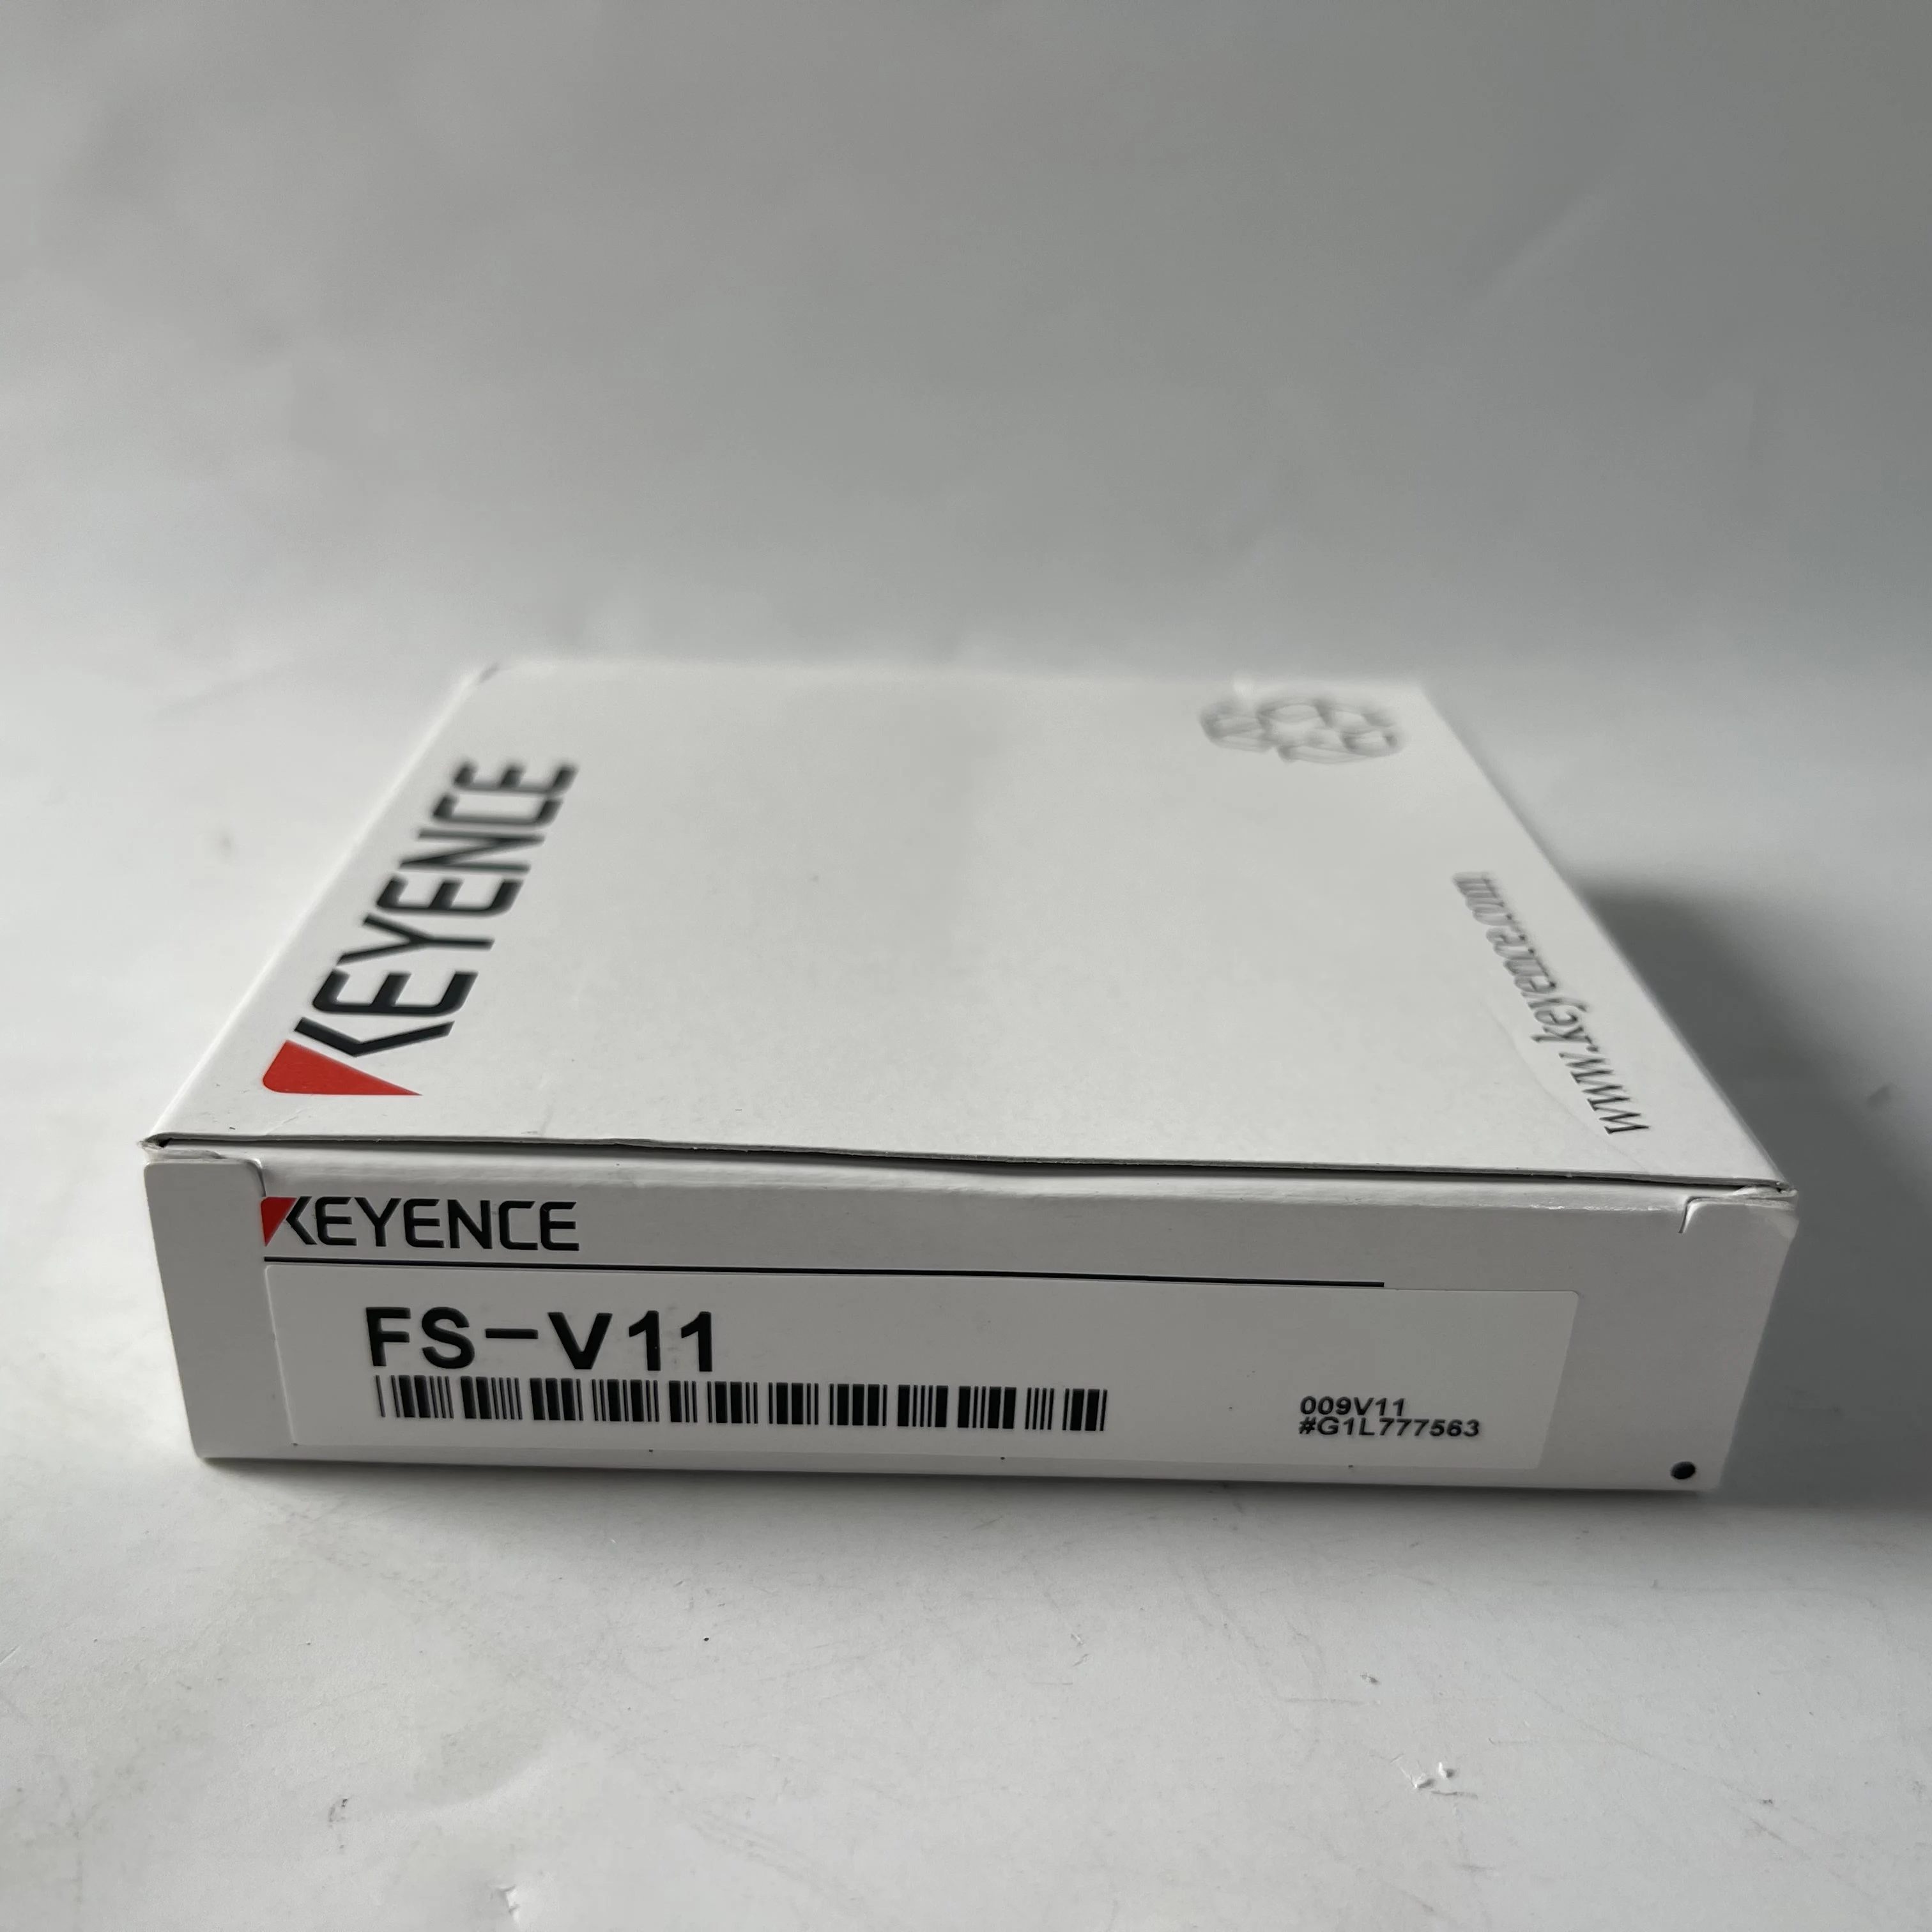 KEYENCE
www.keyence.com
KEYENCE
FS-V11
009V11
#G1L777563